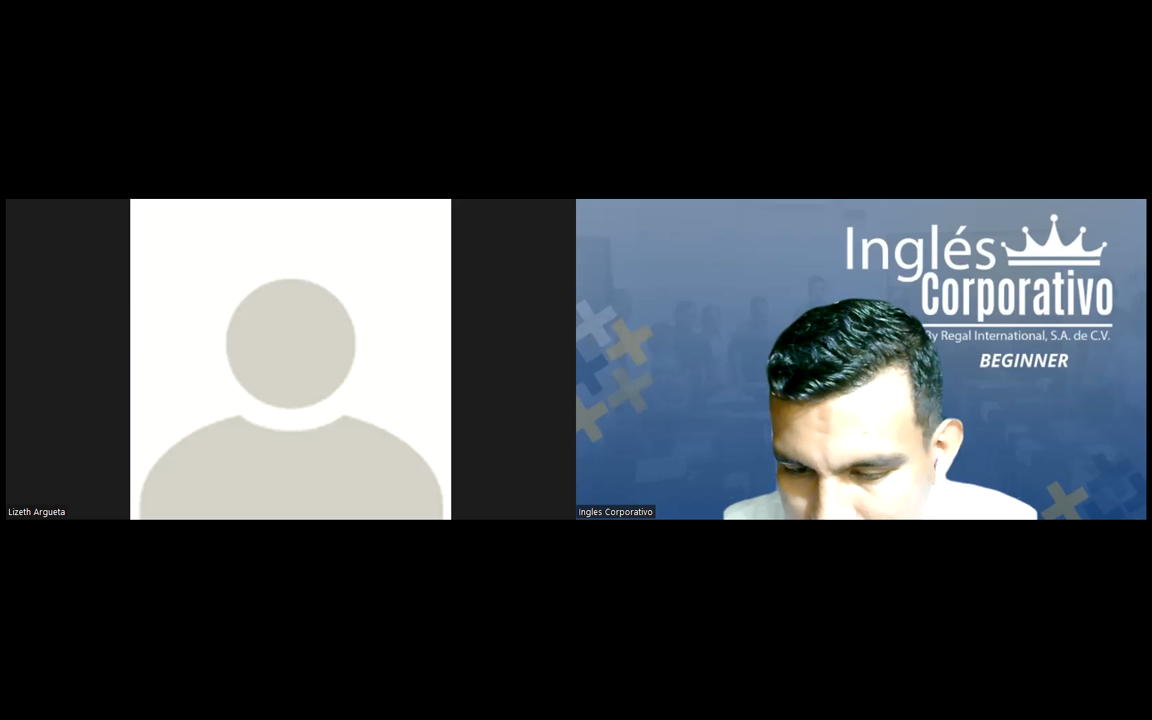 Inglés
Corporativo
By Regal International, S.A. de C.V.
BEGINNER
Lizeth Argueta
Ingles Corporativo